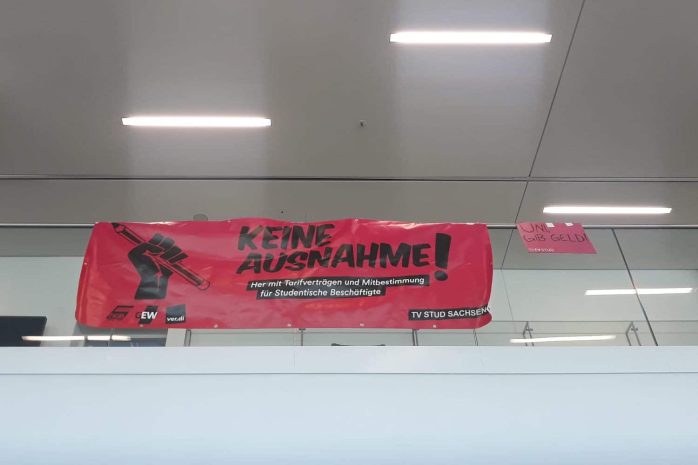 KEINE
AUSNAHME!
Her mit Tarifverträgen und Mitbestimmung
für Studentische Beschäftigte
GEW
ver.di
TV STUD SACHSEN
UNI
GIB GELD!